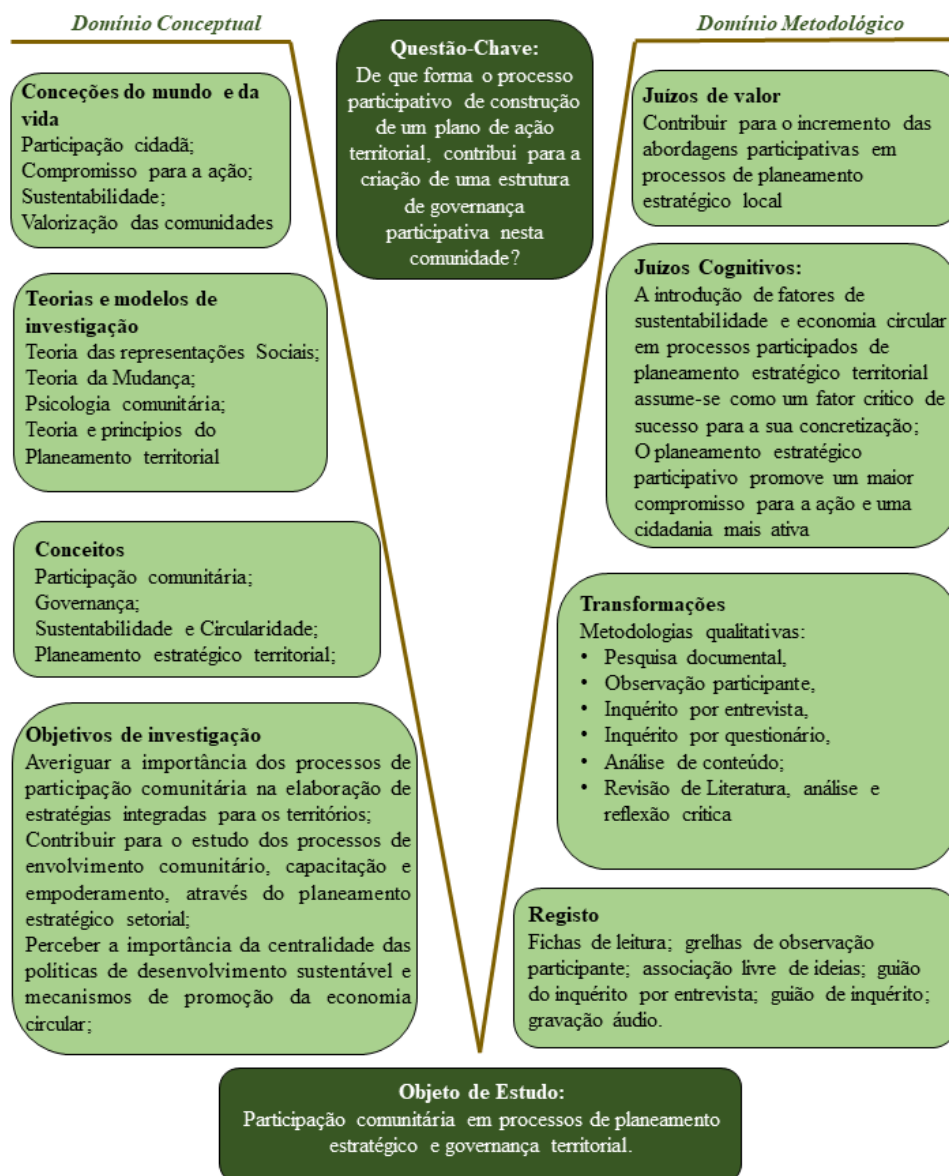 Domínio Conceptual
Conceções do mundo e da
vida
Participação cidadã;
Compromisso para a ação;
Sustentabilidade;
Valorização das comunidades
Teorias e modelos de
investigação
Teoria das representações Sociais;
Teoria da Mudança;
Psicologia comunitária;
Teoria e princípios do
Planeamento territorial
Conceitos
Participação comunitária;
Governança;
Sustentabilidade e Circularidade;
Planeamento estratégico territorial;
Objetivos de investigação
Averiguar a importância dos processos de
participação comunitária na elaboração de
estratégias integradas para os territórios;
Contribuir para o estudo dos processos de
envolvimento comunitário, capacitação e
empoderamento, através do planeamento
estratégico setorial;
Perceber a importância da centralidade das
políticas de desenvolvimento sustentável e
mecanismos de promoção da economia
circular;
Questão-Chave:
De que forma o processo
participativo de construção
de um plano de ação
territorial, contribui para a
criação de uma estrutura
de governança
participativa nesta
comunidade?
Domínio Metodológico
Juízos de valor
Contribuir para o incremento das
abordagens participativas em
processos de planeamento
estratégico local
Juízos Cognitivos:
A introdução de fatores de
sustentabilidade e economia circular
em processos participados de
planeamento estratégico territorial
assume-se como um fator critico de
sucesso para a sua concretização;
O planeamento estratégico
participativo promove um maior
compromisso para a ação e uma
cidadania mais ativa
Transformações
Metodologias qualitativas:
• Pesquisa documental,
• Observação participante,
• Inquérito por entrevista,
• Inquérito por questionário,
• Análise de conteúdo;
• Revisão de Literatura, análise e
reflexão crítica
Registo
Fichas de leitura; grelhas de observação
participante; associação livre de ideias; guião
do inquérito por entrevista; guião de inquérito;
gravação áudio.
Objeto de Estudo:
Participação comunitária em processos de planeamento
estratégico e governança territorial.